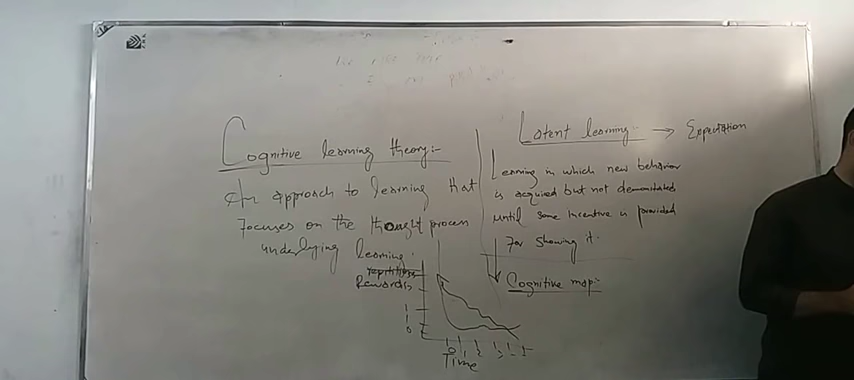 Cognitive learning theory:-
An approach to learning that
Focuses on the thought process
underlying learning.
Rewards
Time
Latent learning:- → Expectation
Learning in which new behavior
is acquired but not demonstrated
until some incentive is provided
For showing it.
Cognitive map:-